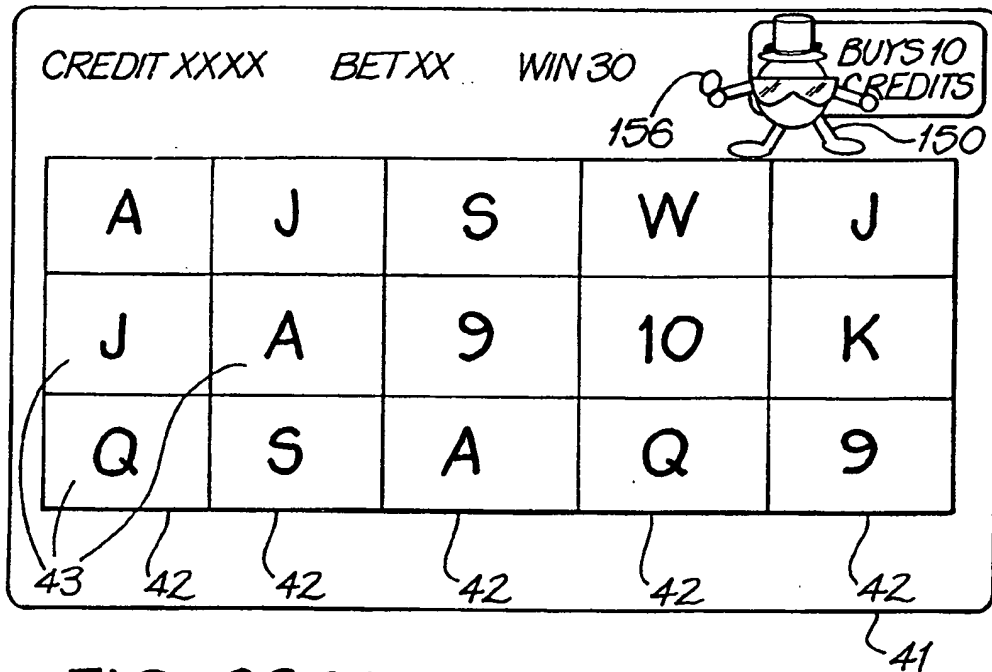 CREDIT XXXX BET XX WIN 30 BUYS 10
CREDITS
156 150
A J S W J
J A 9 10 K
Q S A Q 9
43 42 42 42 42 42
41